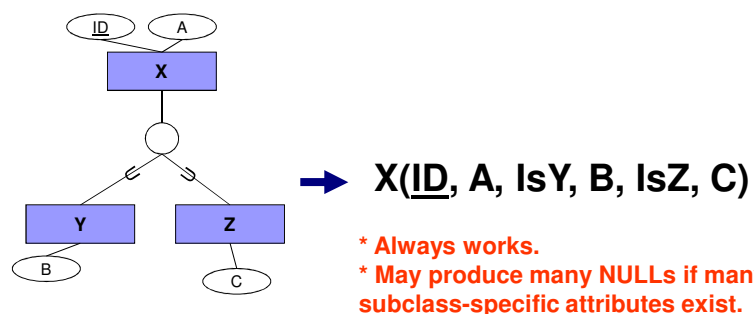 ID
A
X
X(ID, A, IsY, B, IsZ, C)
Y
Z
B
C
* Always works.
* May produce many NULLs if man
subclass-specific attributes exist.